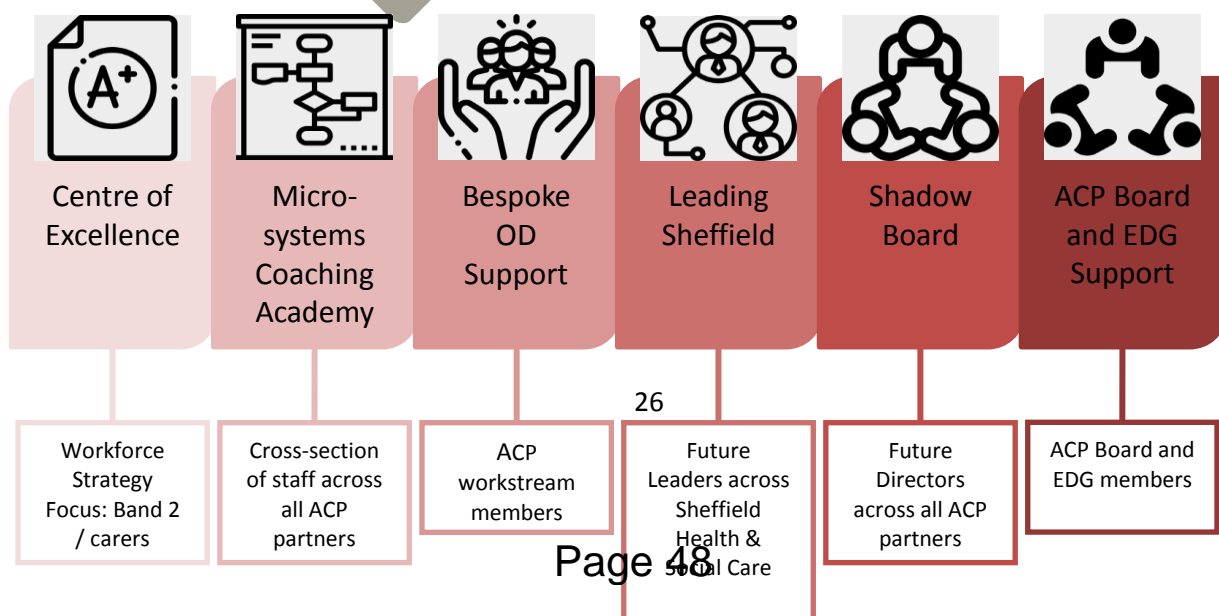 A+
Centre of
Excellence
Micro-
systems
Coaching
Academy
Bespoke
OD
Support
Leading
Sheffield
Shadow
Board
ACP Board
and EDG
Support
26
Workforce
Strategy
Focus: Band 2
/ carers
Cross-section
of staff across
all ACP
partners
ACP
workstream
members
Future
Leaders across
Sheffield
Health &
Social Care
Future
Directors
across all ACP
partners
ACP Board and
EDG members
Page 48